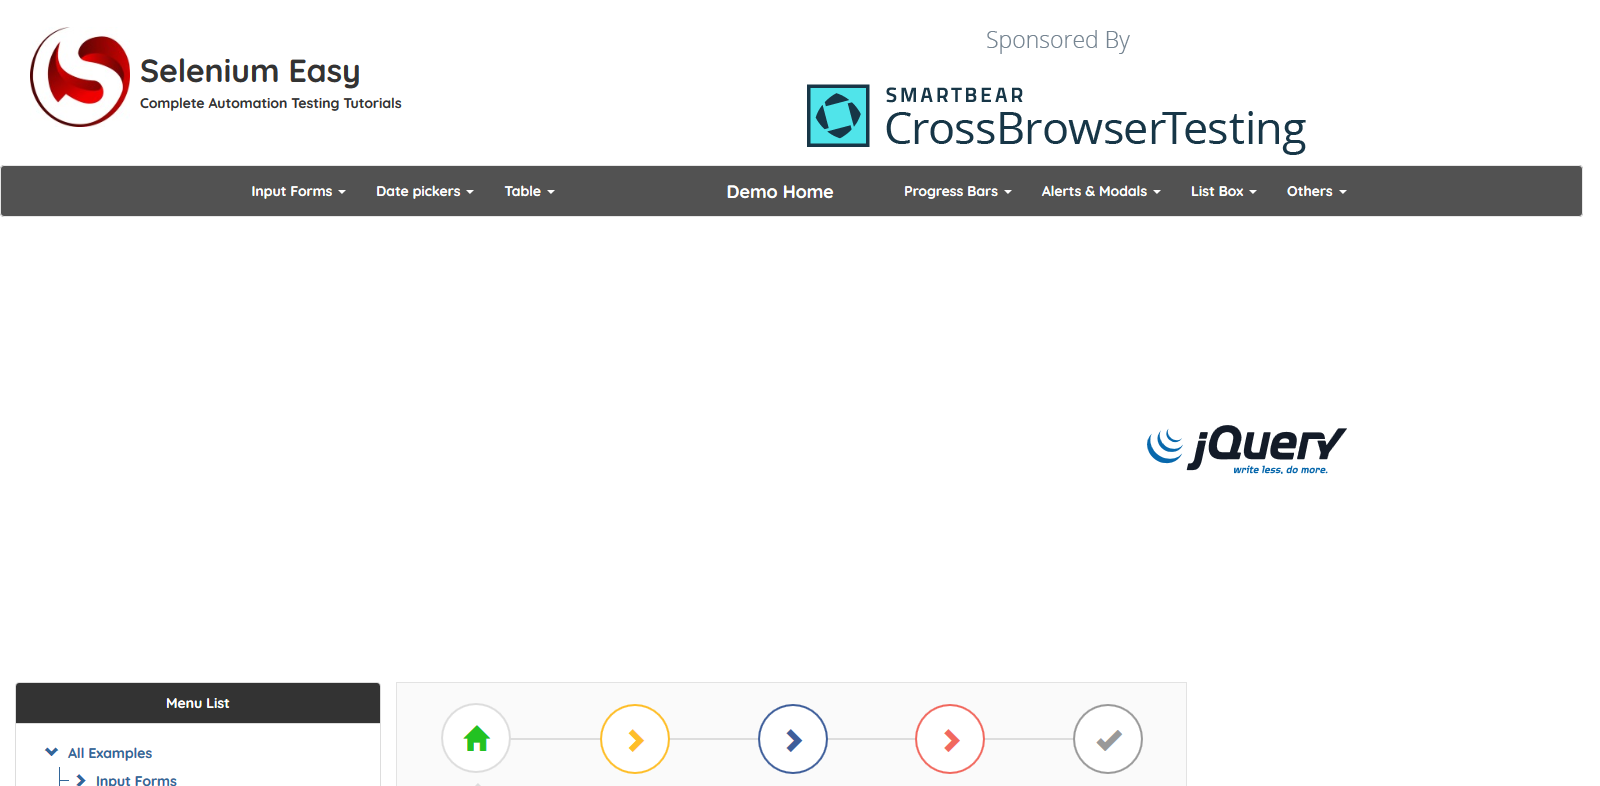 Selenium Easy
Complete Automation Testing Tutorials
Sponsored By
SMARTBEAR
CrossBrowserTesting
Input Forms Date pickers Table Demo Home Progress Bars Alerts & Modals List Box Others
jQuery
write less, do more.
Menu List
All Examples
Input Forms